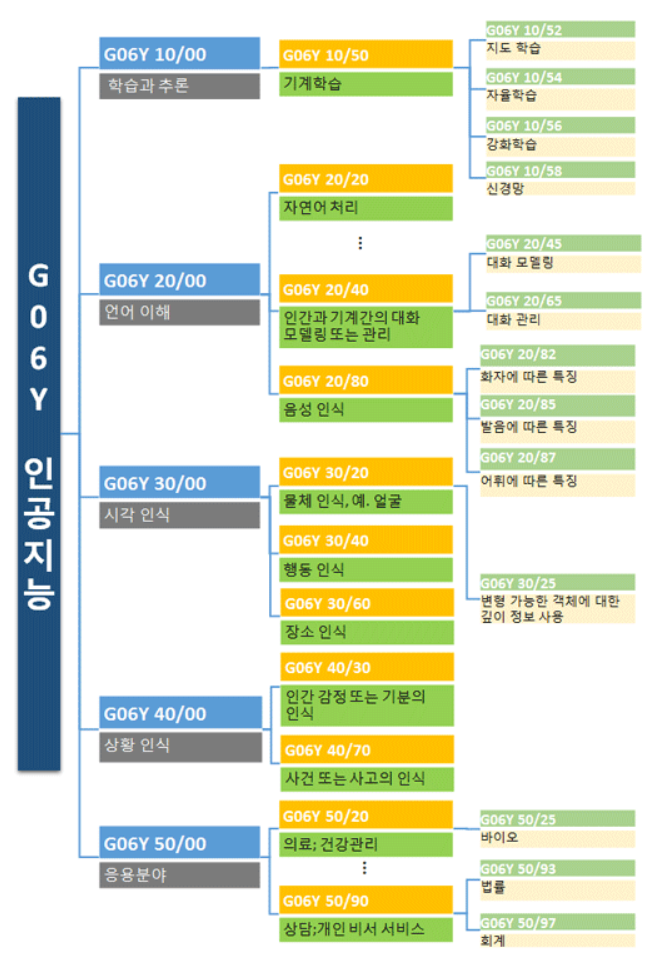 G06Y 인공지능
G06Y 10/00
학습과 추론
G06Y 10/50
기계학습
G06Y 10/52
지도 학습
G06Y 10/54
자율학습
G06Y 10/56
강화학습
G06Y 10/58
신경망
G06Y 20/00
언어 이해
G06Y 20/20
자연어 처리
⋮
G06Y 20/40
인간과 기계간의 대화
모델링 또는 관리
G06Y 20/45
대화 모델링
G06Y 20/65
대화 관리
G06Y 20/80
음성 인식
G06Y 20/82
화자에 따른 특징
G06Y 20/85
발음에 따른 특징
G06Y 20/87
어휘에 따른 특징
G06Y 30/00
시각 인식
G06Y 30/20
물체 인식, 예. 얼굴
G06Y 30/25
변형 가능한 객체에 대한
깊이 정보 사용
G06Y 30/40
행동 인식
G06Y 30/60
장소 인식
G06Y 40/00
상황 인식
G06Y 40/30
인간 감정 또는 기분의
인식
G06Y 40/70
사건 또는 사고의 인식
G06Y 50/00
응용분야
G06Y 50/20
의료; 건강관리
⋮
G06Y 50/25
바이오
G06Y 50/90
상담;개인 비서 서비스
G06Y 50/93
법률
G06Y 50/97
회계